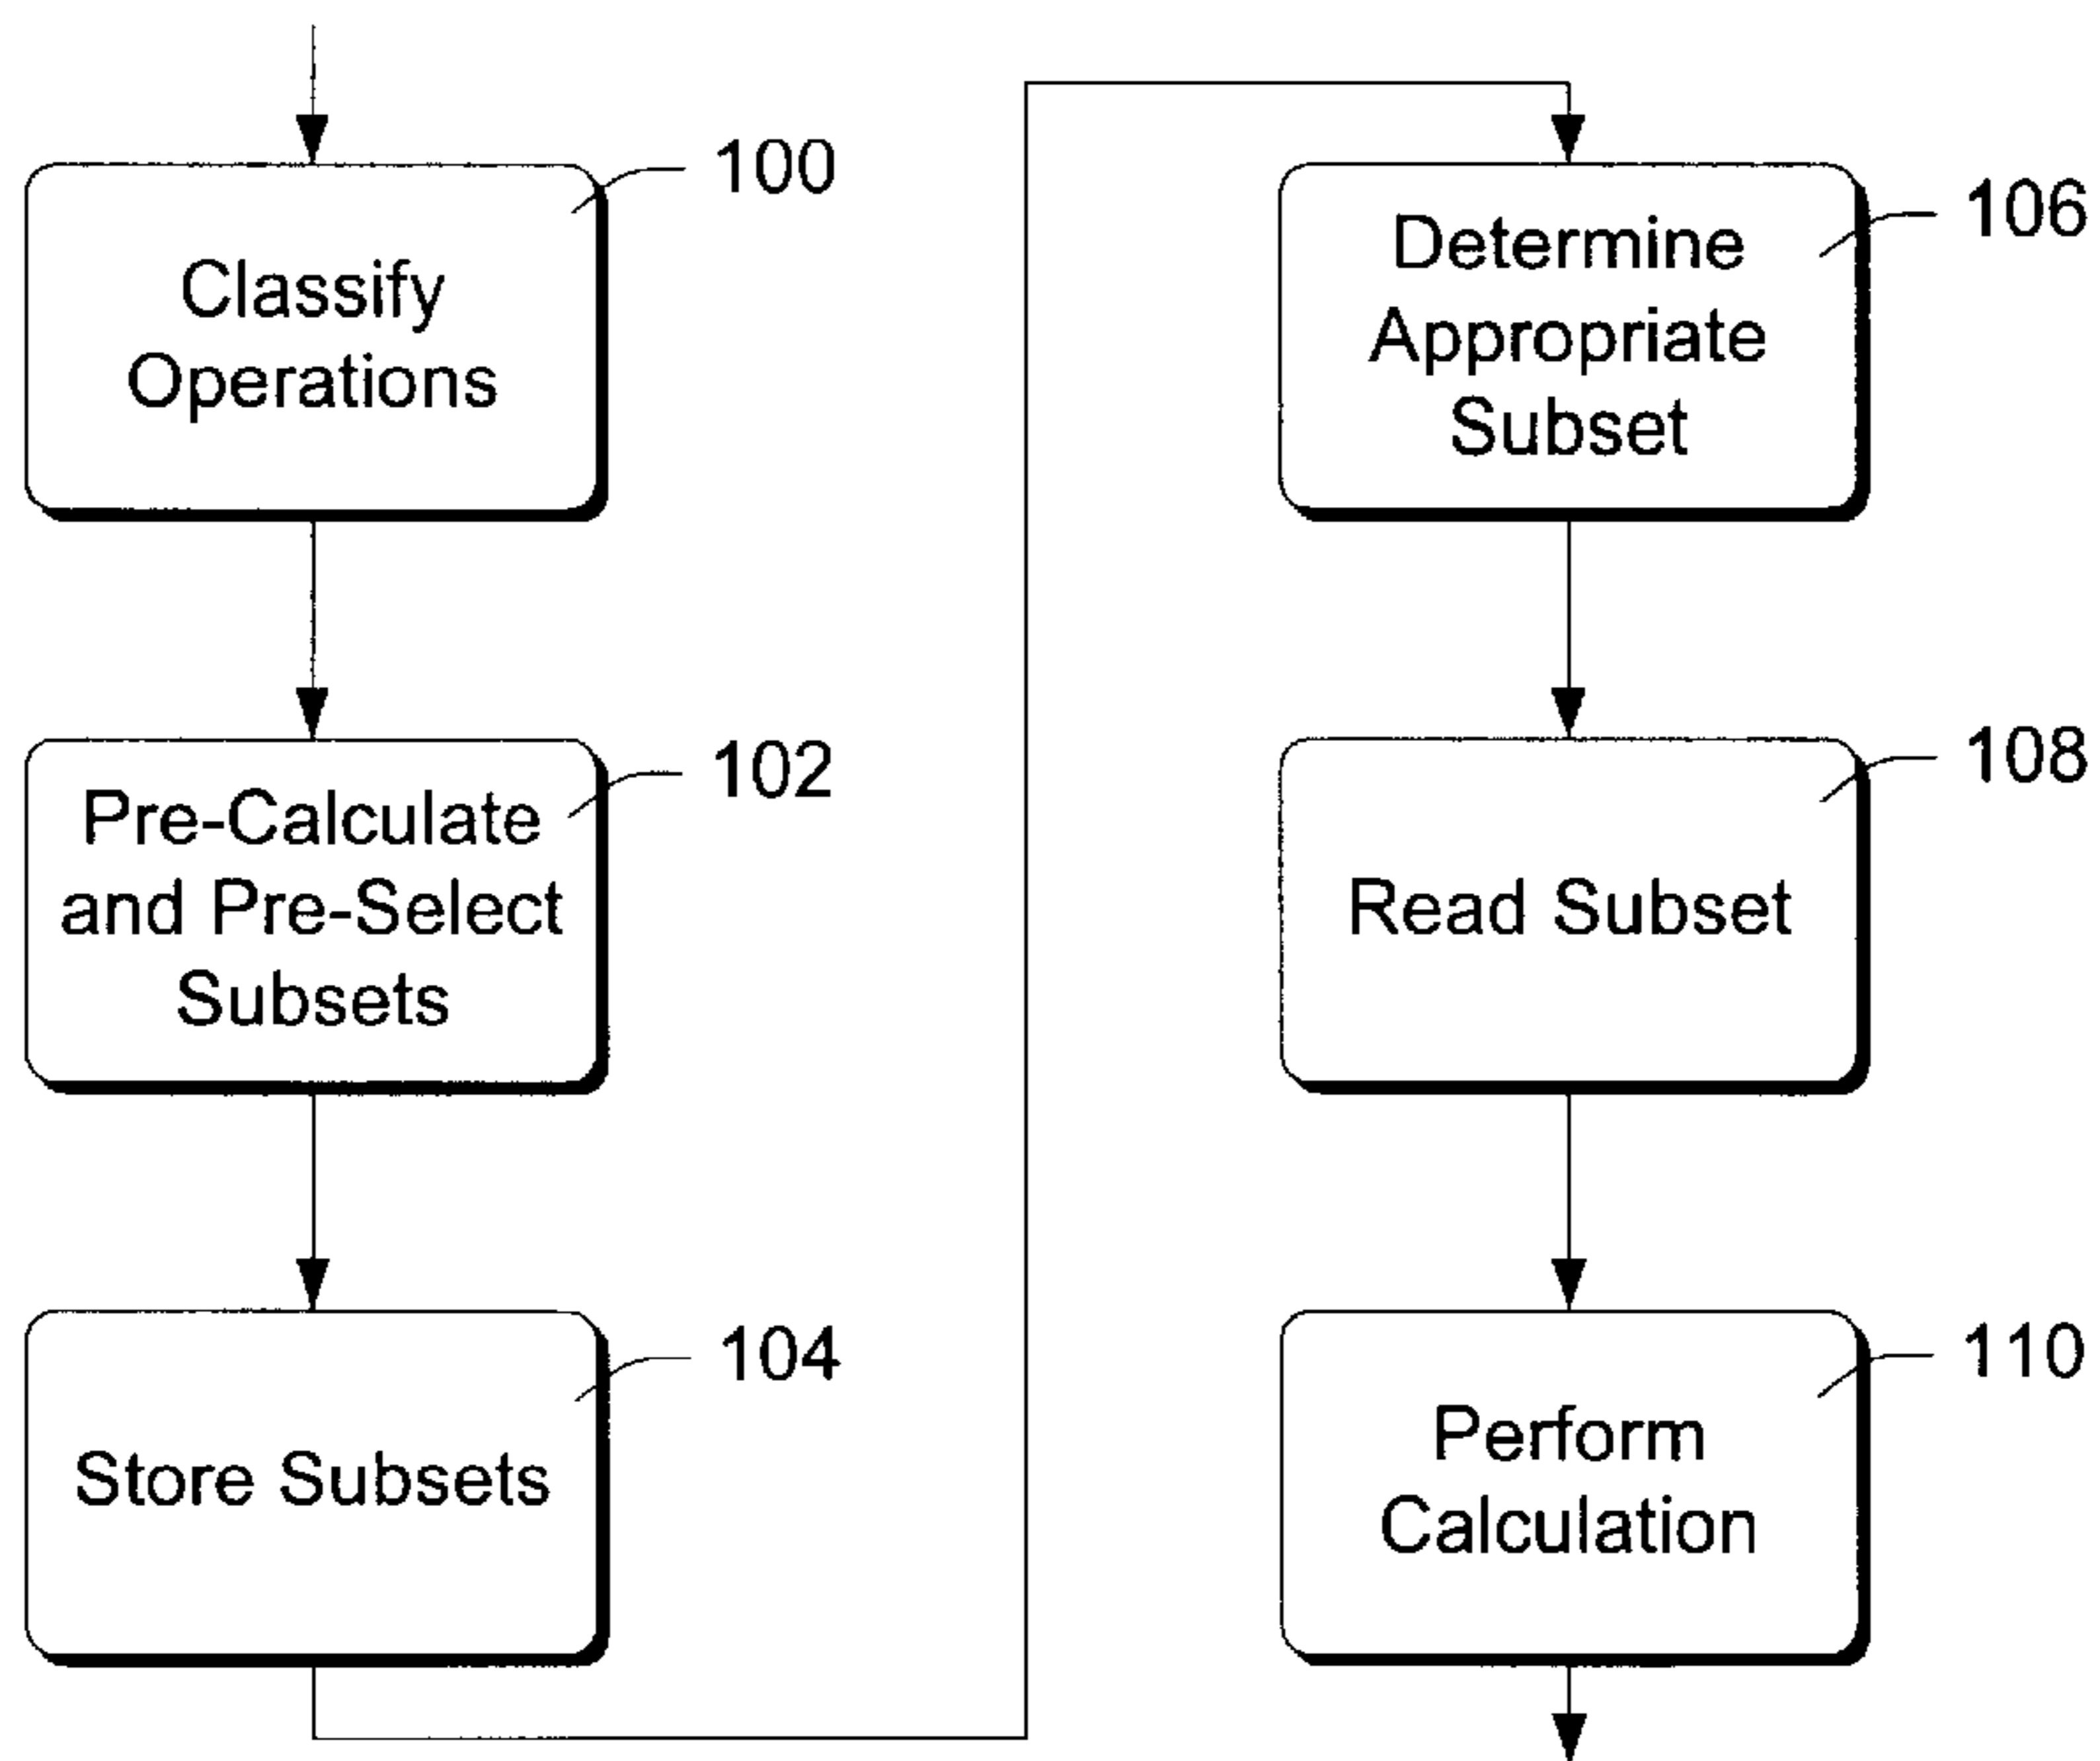 100
Classify
Operations
102
Pre-Calculate
and Pre-Select
Subsets
104
Store Subsets
106
Determine
Appropriate
Subset
108
Read Subset
110
Perform
Calculation